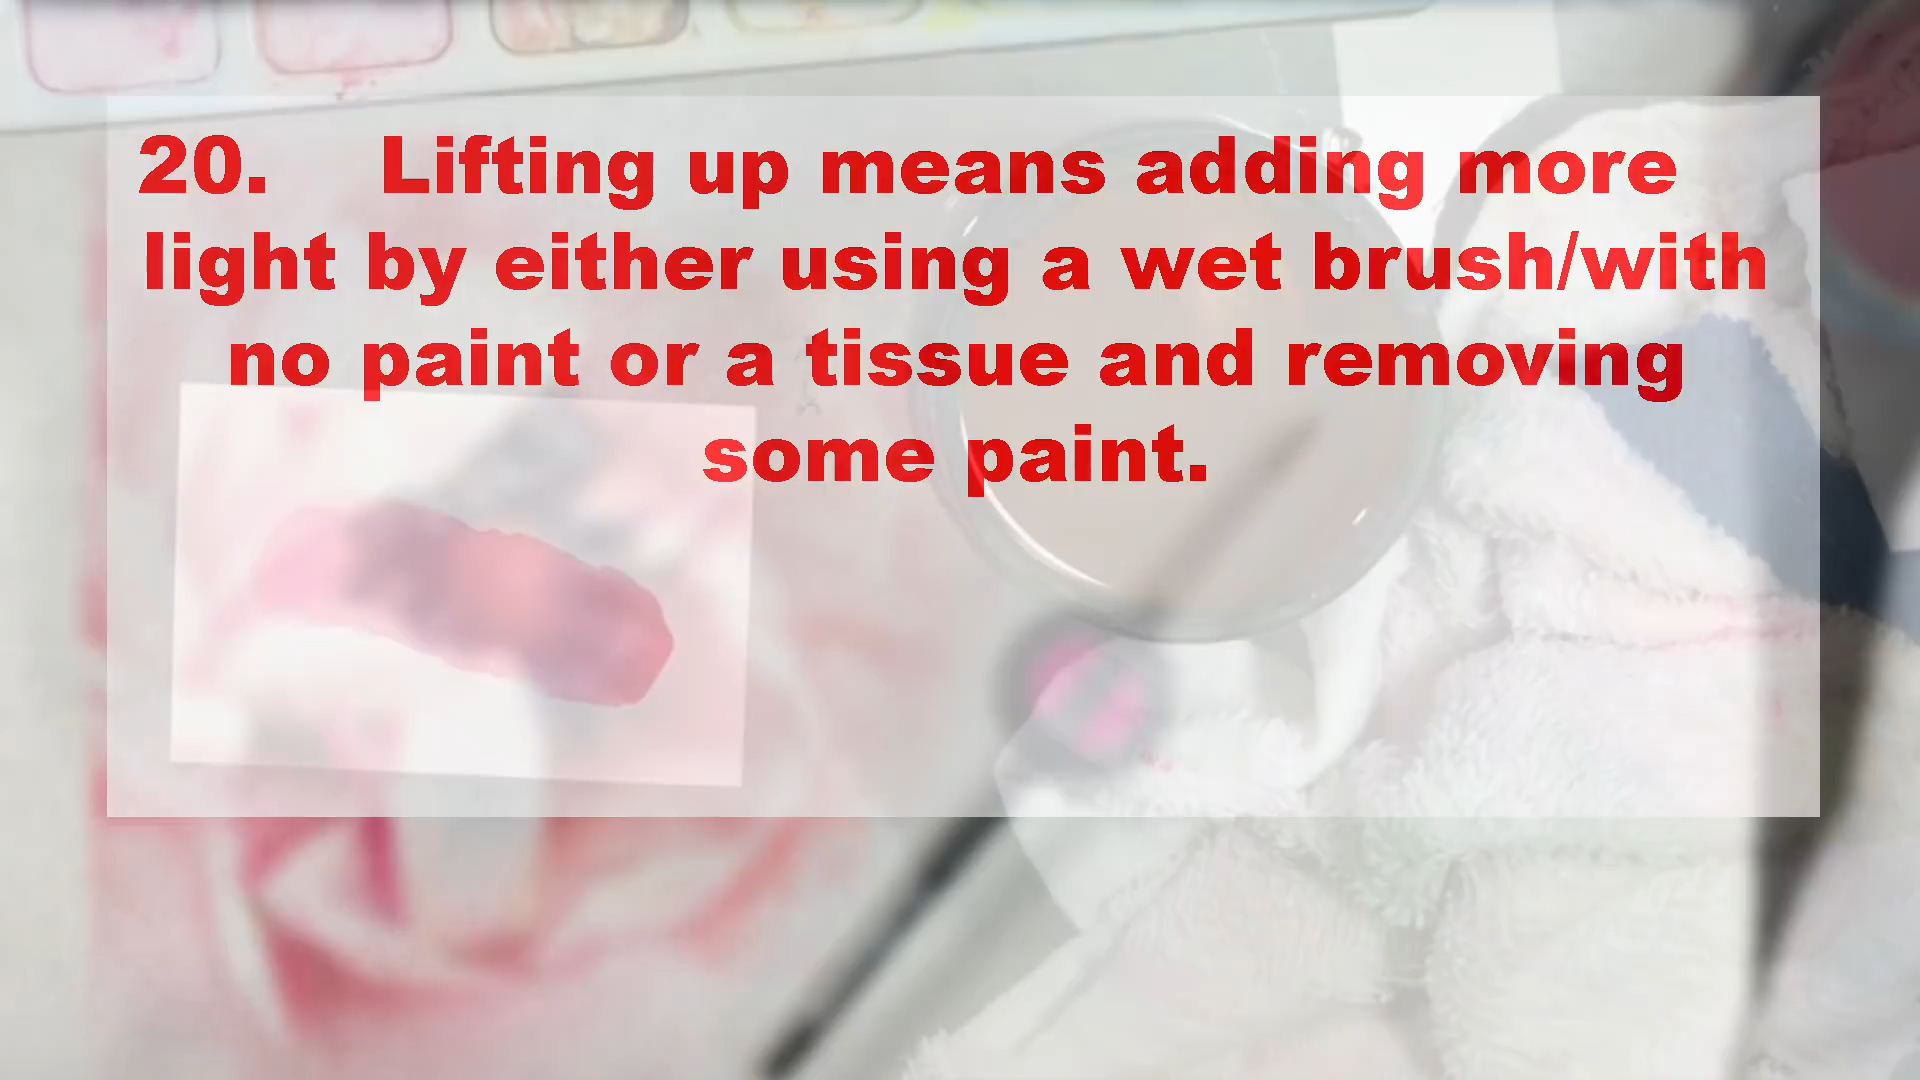 20. Lifting up means adding more
light by either using a wet brush/with
no paint or a tissue and removing
some paint.